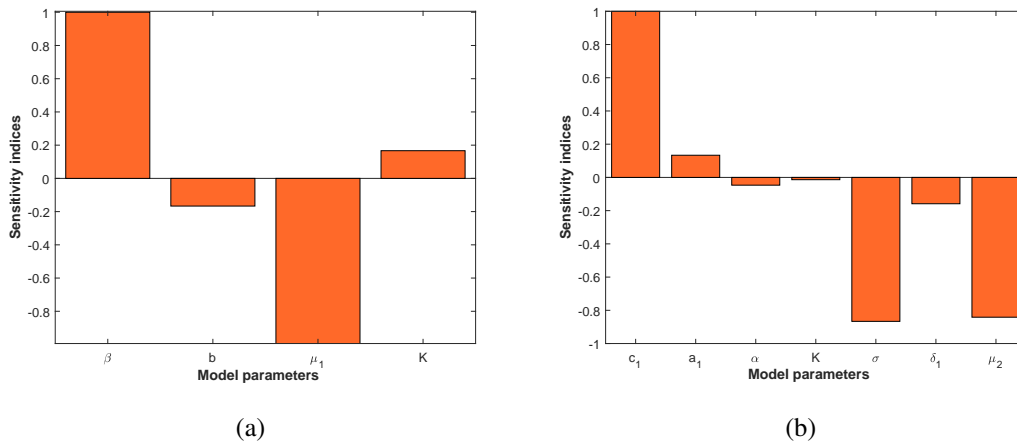 1
0.8
0.6
0.4
0.2
0
-0.2
-0.4
-0.6
-0.8
Sensitivity indices
β b μ1 K
Model parameters
(a)
1
0.8
0.6
0.4
0.2
0
-0.2
-0.4
-0.6
-0.8
-1
Sensitivity indices
c1 a1 α K σ δ1 μ2
Model parameters
(b)